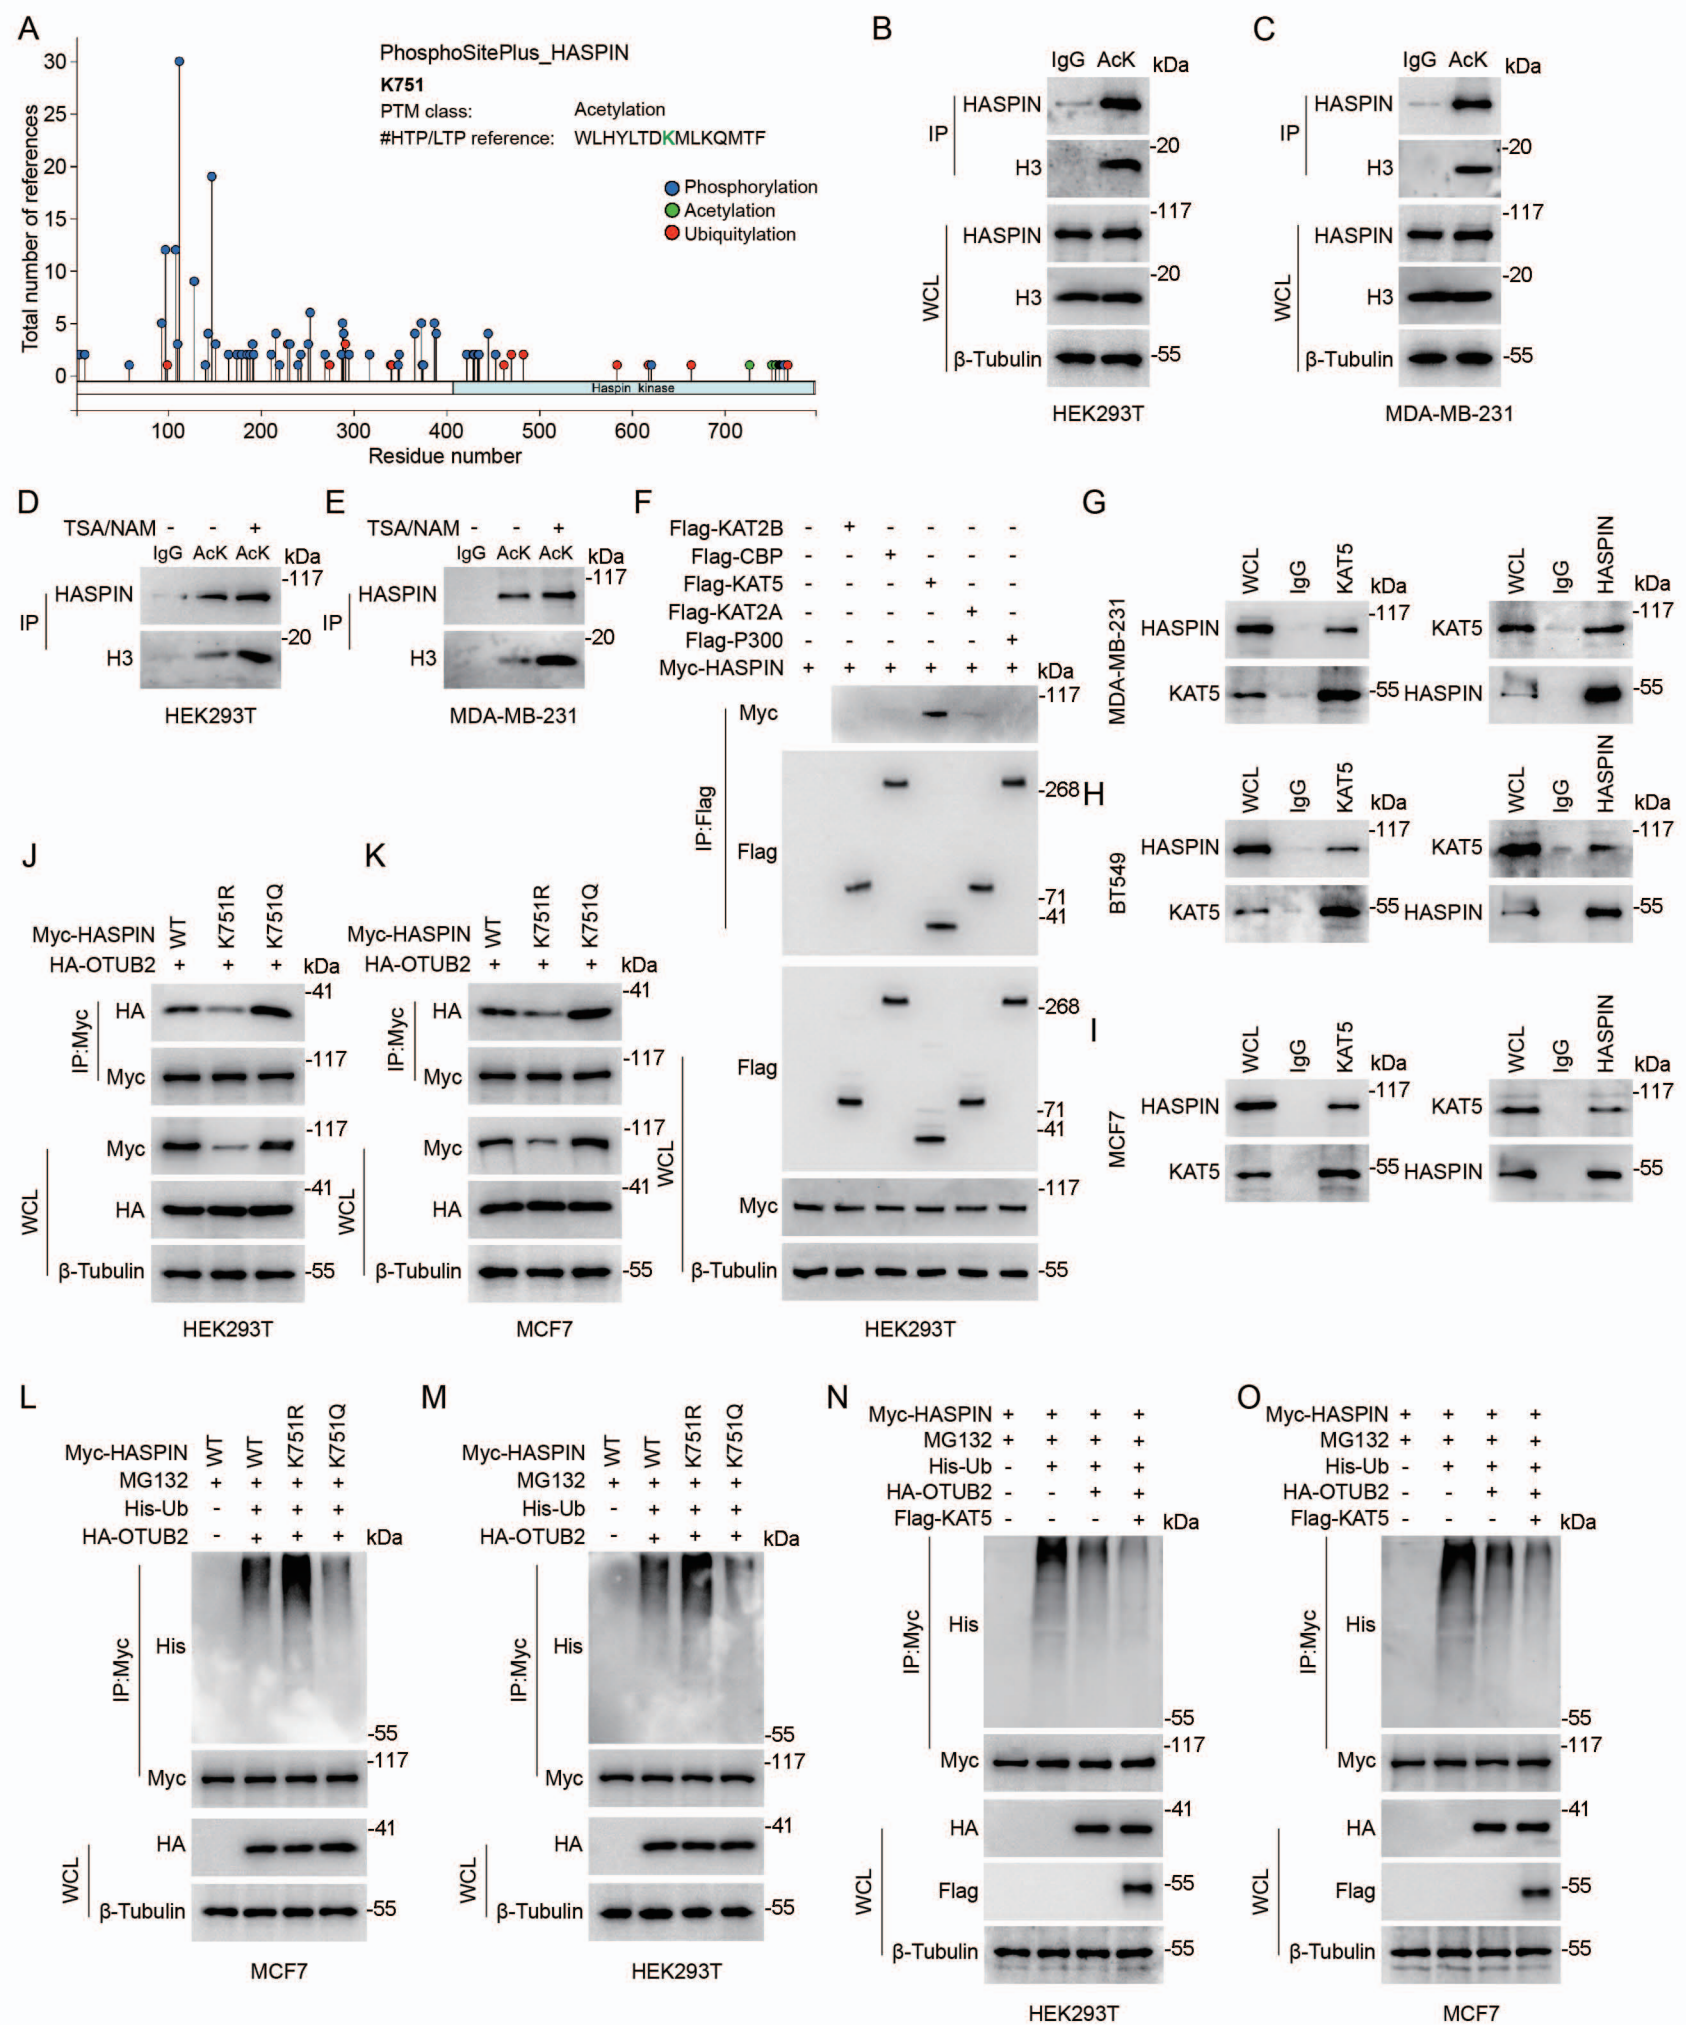 A
PhosphoSitePlus_HASPIN
K751
PTM class: Acetylation
#HTP/LTP reference: WLHYLTDKMLKQMTF
Phosphorylation
Acetylation
Ubiquitylation
Total number of references
30
25
20
15
10
5
0
Haspin kinase
100 200 300 400 500 600 700
Residue number
B
IgG AcK kDa
IP
HASPIN
H3 -20
WCL
HASPIN -117
H3 -20
β-Tubulin -55
HEK293T
C
IgG AcK kDa
IP
HASPIN
H3 -20
WCL
HASPIN -117
H3 -20
β-Tubulin -55
MDA-MB-231
D
TSA/NAM - - +
IgG AcK AcK kDa
IP
HASPIN -117
H3 -20
HEK293T
E
TSA/NAM - - +
IgG AcK AcK kDa
IP
HASPIN -117
H3 -20
MDA-MB-231
F
Flag-KAT2B - + - - - -
Flag-CBP - - + - - -
Flag-KAT5 - - - + - -
Flag-KAT2A - - - - + -
Flag-P300 - - - - - +
Myc-HASPIN + + + + + + kDa
IP:Flag
Myc -117
Flag -268
-71
-41
WCL
Flag -268
-71
-41
Myc -117
β-Tubulin -55
HEK293T
G
MDA-MB-231
WCL IgG KAT5 kDa
HASPIN -117
KAT5 -55
WCL IgG HASPIN kDa
KAT5 -117
HASPIN -55
H
BT549
WCL IgG KAT5 kDa
HASPIN -117
KAT5 -55
WCL IgG HASPIN kDa
KAT5 -117
HASPIN -55
I
MCF7
WCL IgG KAT5 kDa
HASPIN -117
KAT5 -55
WCL IgG HASPIN kDa
KAT5 -117
HASPIN -55
J
Myc-HASPIN WT K751R K751Q
HA-OTUB2 + + + kDa
IP:Myc
HA -41
Myc -117
WCL
Myc -117
HA -41
β-Tubulin -55
HEK293T
K
Myc-HASPIN WT K751R K751Q
HA-OTUB2 + + + kDa
IP:Myc
HA -41
Myc -117
WCL
Myc -117
HA -41
β-Tubulin -55
MCF7
L
Myc-HASPIN WT WT K751R K751Q
MG132 + + + +
His-Ub - + + +
HA-OTUB2 - + + + kDa
IP:Myc
His -55
Myc -117
WCL
HA -41
β-Tubulin -55
MCF7
M
Myc-HASPIN WT WT K751R K751Q
MG132 + + + +
His-Ub - + + +
HA-OTUB2 - + + + kDa
IP:Myc
His -55
Myc -117
WCL
HA -41
β-Tubulin -55
HEK293T
N
Myc-HASPIN + + + +
MG132 + + + +
His-Ub - + + +
HA-OTUB2 - - + +
Flag-KAT5 - - - + kDa
IP:Myc
His -55
Myc -117
WCL
HA -41
Flag -55
β-Tubulin -55
HEK293T
O
Myc-HASPIN + + + +
MG132 + + + +
His-Ub - + + +
HA-OTUB2 - - + +
Flag-KAT5 - - - + kDa
IP:Myc
His -55
Myc -117
WCL
HA -41
Flag -55
β-Tubulin -55
MCF7